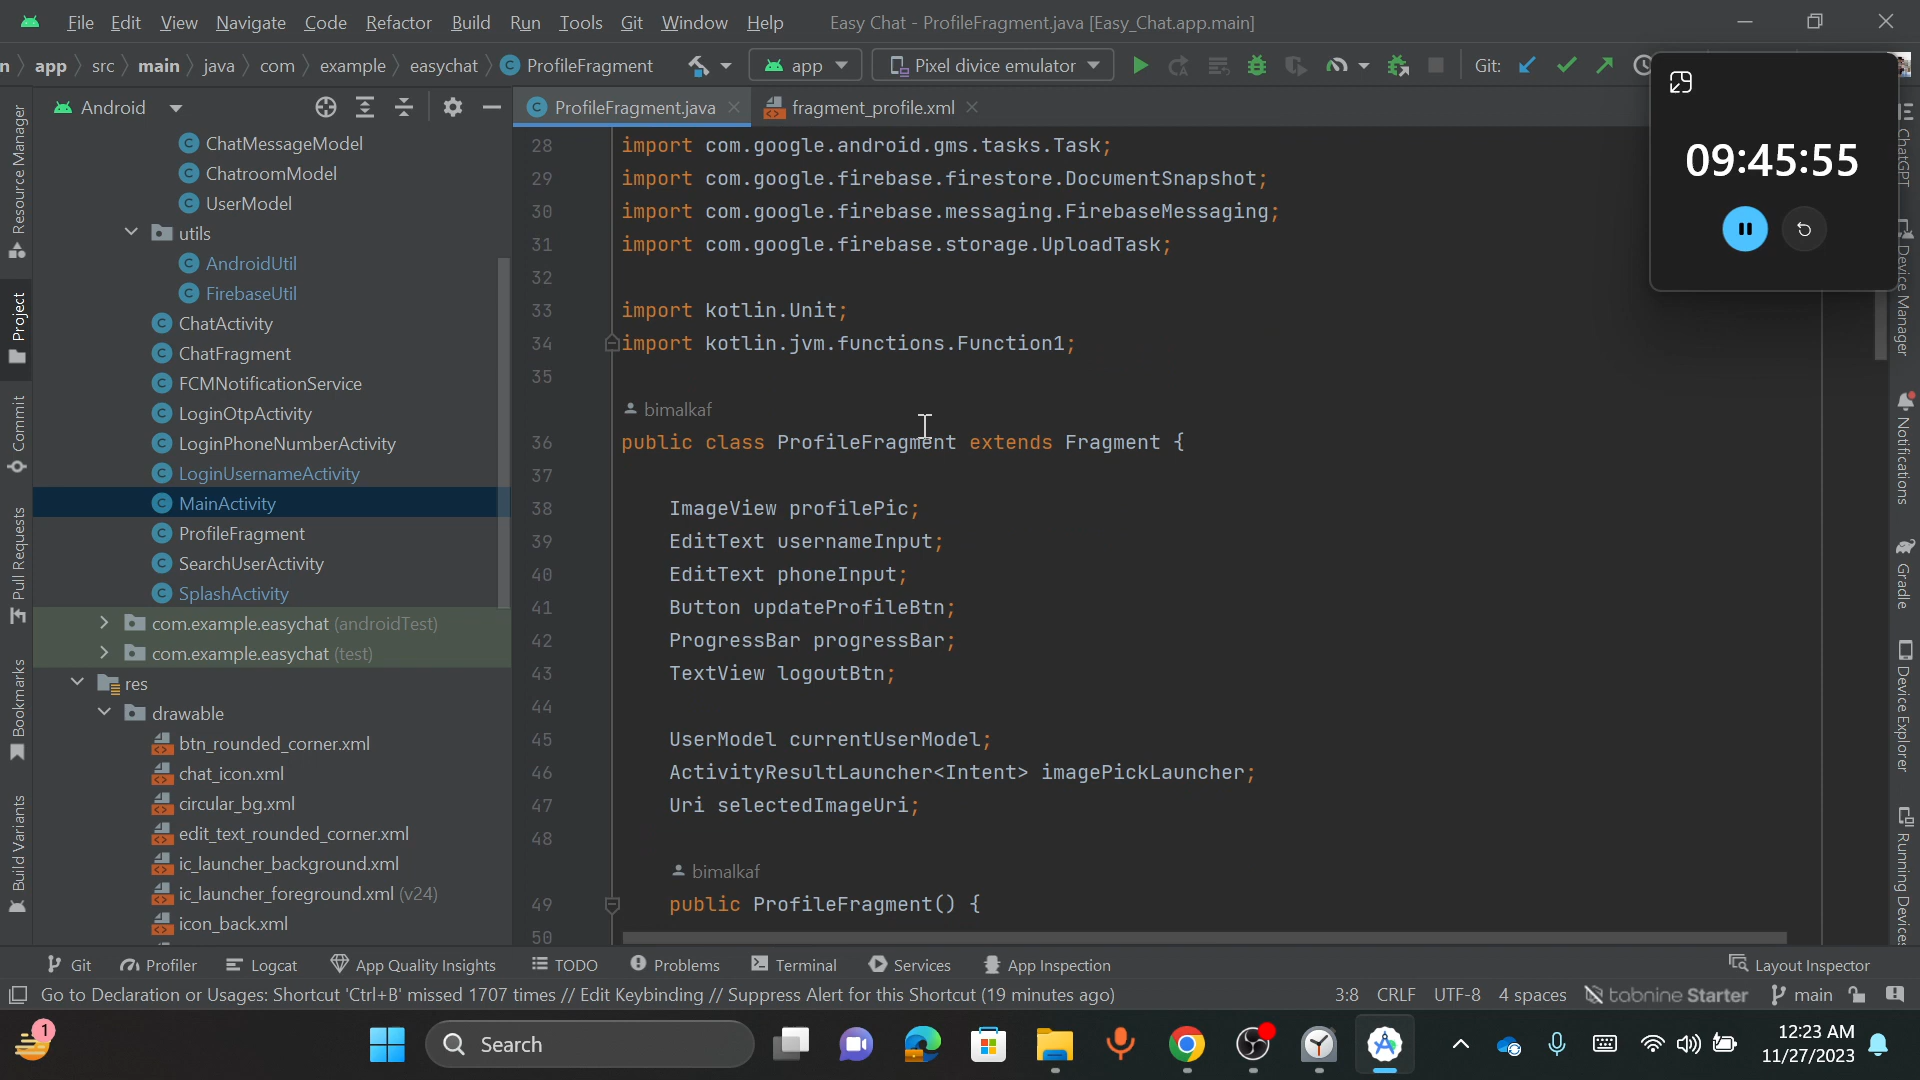 File Edit View Navigate Code Refactor Build Run Tools Git Window Help Easy Chat - ProfileFragment.java [Easy_Chat.app.main]
n app src main java com example easychat ProfileFragment app Pixel divice emulator Git:
Android
ProfileFragment.java fragment_profile.xml
ChatMessageModel
ChatroomModel
UserModel
utils
AndroidUtil
FirebaseUtil
ChatActivity
ChatFragment
FCMNotificationService
LoginOtpActivity
LoginPhoneNumberActivity
LoginUsernameActivity
MainActivity
ProfileFragment
SearchUserActivity
SplashActivity
com.example.easychat (androidTest)
com.example.easychat (test)
res
drawable
btn_rounded_corner.xml
chat_icon.xml
circular_bg.xml
edit_text_rounded_corner.xml
ic_launcher_background.xml
ic_launcher_foreground.xml (v24)
icon_back.xml
Resource Manager
Project
Commit
Pull Requests
Bookmarks
Build Variants
28 import com.google.android.gms.tasks.Task;
29 import com.google.firebase.firestore.DocumentSnapshot;
30 import com.google.firebase.messaging.FirebaseMessaging;
31 import com.google.firebase.storage.UploadTask;
32
33 import kotlin.Unit;
34 import kotlin.jvm.functions.Function1;
35
bimalkaf
36 public class ProfileFragment extends Fragment {
37
38 ImageView profilePic;
39 EditText usernameInput;
40 EditText phoneInput;
41 Button updateProfileBtn;
42 ProgressBar progressBar;
43 TextView logoutBtn;
44
45 UserModel currentUserModel;
46 ActivityResultLauncher<Intent> imagePickLauncher;
47 Uri selectedImageUri;
48
bimalkaf
49 public ProfileFragment() {
50
09:45:55
ChatGPT
Device Manager
Notifications
Gradle
Device Explorer
Running Devices
Git Profiler Logcat App Quality Insights TODO Problems Terminal Services App Inspection Layout Inspector
Go to Declaration or Usages: Shortcut 'Ctrl+B' missed 1707 times // Edit Keybinding // Suppress Alert for this Shortcut (19 minutes ago) 3:8 CRLF UTF-8 4 spaces tabnine Starter main
1
Search
12:23 AM
11/27/2023